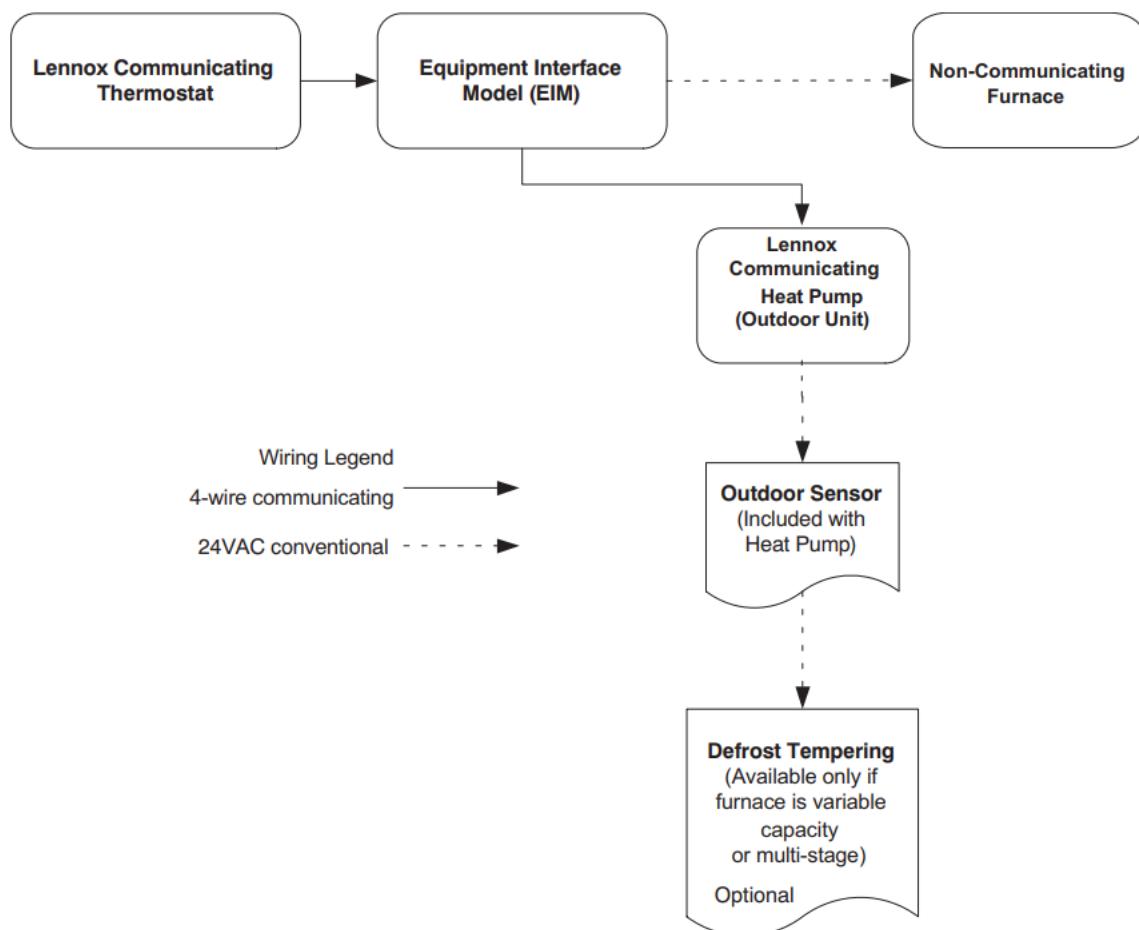 Lennox Communicating
Thermostat
Equipment Interface
Model (EIM)
Non-Communicating
Furnace
Lennox
Communicating
Heat Pump
(Outdoor Unit)
Wiring Legend
4-wire communicating
24VAC conventional
Outdoor Sensor
(Included with
Heat Pump)
Defrost Tempering
(Available only if
furnace is variable
capacity
or multi-stage)
Optional